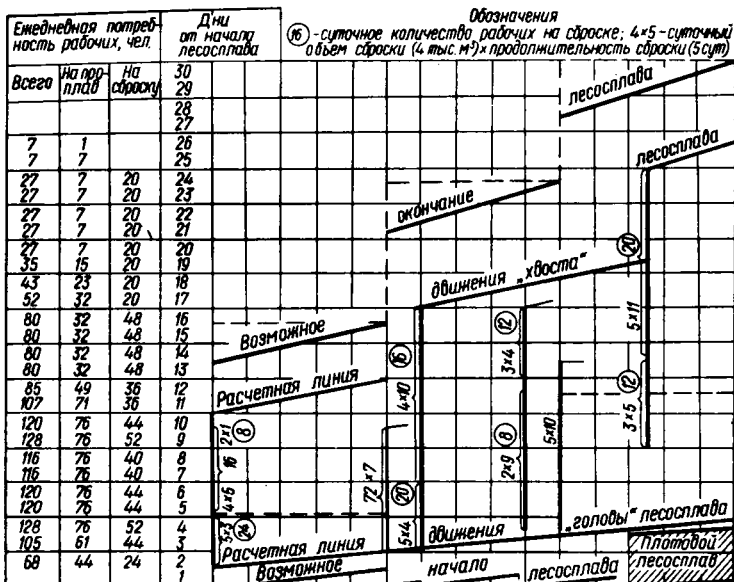 Ежедневная потреб-
ность рабочих, чел.
Дни
от начала
лесосплава
Обозначения
⑯ -суточное количество рабочих на сброске; 4×5 -суточный
объем сброски (4 тыс. м³)×продолжительность сброски (5 сут)
Всего На про-
плав На
сброску
30
29
28
27
7 1 26
7 7 25
27 7 20 24
27 7 20 23
27 7 20 22
27 7 20 21
27 7 20 20
35 15 20 19
43 23 20 18
52 32 20 17
80 32 48 16
80 32 48 15
80 32 48 14
80 32 48 13
85 49 36 12
107 71 36 11
120 76 44 10
128 76 52 9
116 76 40 8
116 76 40 7
120 76 44 6
120 76 44 5
128 76 52 4
105 61 44 3
68 44 24 2
1
лесосплава
лесосплава
окончание
движения „хвоста“
Возможное
Расчетная линия
2×1 ⑧
4×6 16
㉔
72×7
4×10 ⑯
5×4 ⑳
3×4 ⑫
2×9 ⑧
5×10
5×11 ⑳
3×5 ⑫
Расчетная линия движения „головы“ лесосплава
Возможное начало лесосплава
Плотовой
лесосплав